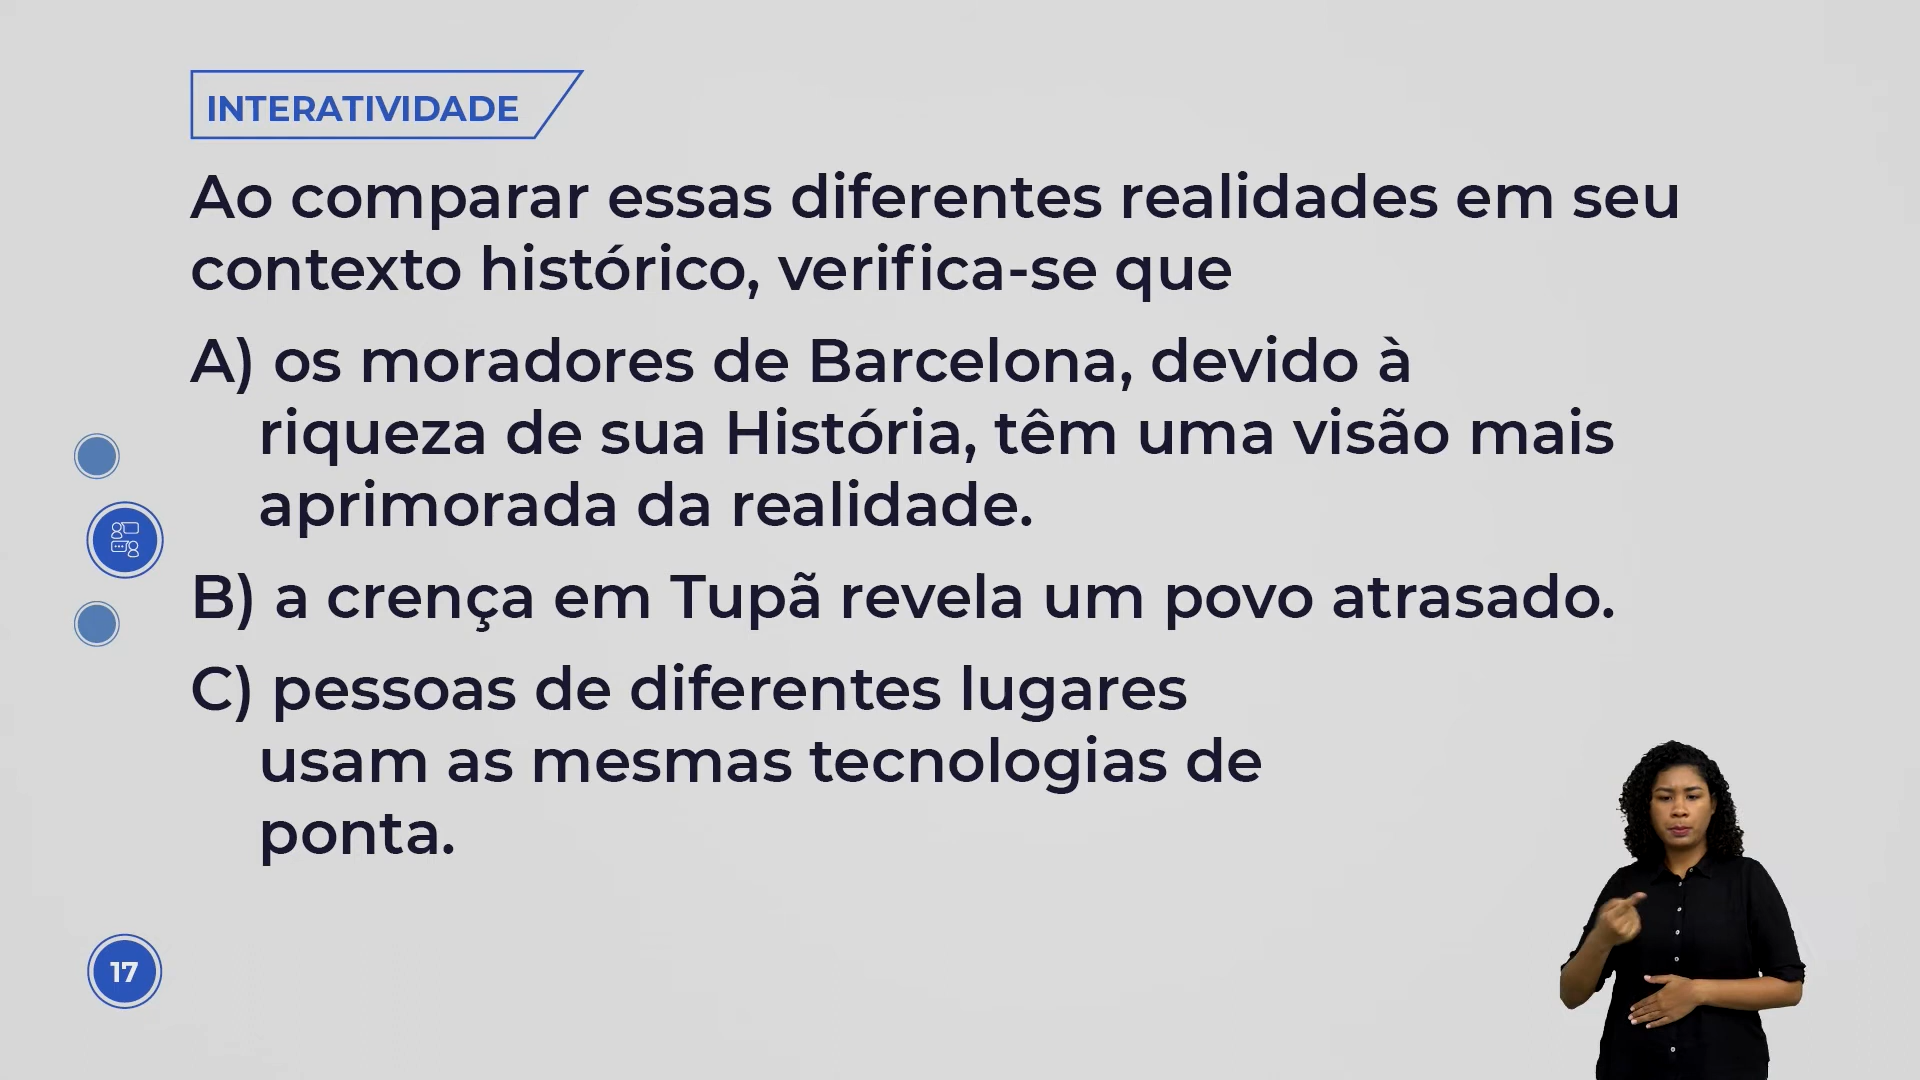 INTERATIVIDADE
Ao comparar essas diferentes realidades em seu
contexto histórico, verifica-se que
A) os moradores de Barcelona, devido à
riqueza de sua História, têm uma visão mais
aprimorada da realidade.
B) a crença em Tupã revela um povo atrasado.
C) pessoas de diferentes lugares
usam as mesmas tecnologias de
ponta.
17